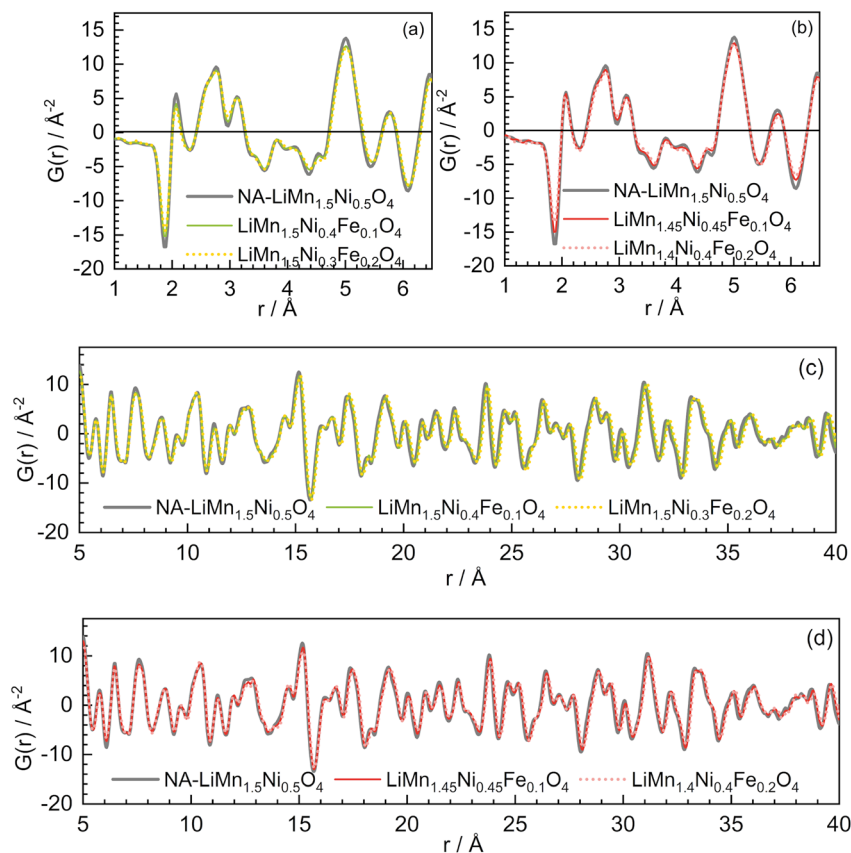 (a)
15
10
5
0
-5
-10
-15
-20
G(r) / Å⁻²
NA-LiMn₁.₅Ni₀.₅O₄
LiMn₁.₅Ni₀.₄Fe₀.₁O₄
LiMn₁.₅Ni₀.₃Fe₀.₂O₄
1 2 3 4 5 6
r / Å
(b)
15
10
5
0
-5
-10
-15
-20
G(r) / Å⁻²
NA-LiMn₁.₅Ni₀.₅O₄
LiMn₁.₄₅Ni₀.₄₅Fe₀.₁O₄
LiMn₁.₄Ni₀.₄Fe₀.₂O₄
1 2 3 4 5 6
r / Å
(c)
10
0
-10
-20
G(r) / Å⁻²
NA-LiMn₁.₅Ni₀.₅O₄ LiMn₁.₅Ni₀.₄Fe₀.₁O₄ LiMn₁.₅Ni₀.₃Fe₀.₂O₄
5 10 15 20 25 30 35 40
r / Å
(d)
10
0
-10
-20
G(r) / Å⁻²
NA-LiMn₁.₅Ni₀.₅O₄ LiMn₁.₄₅Ni₀.₄₅Fe₀.₁O₄ LiMn₁.₄Ni₀.₄Fe₀.₂O₄
5 10 15 20 25 30 35 40
r / Å